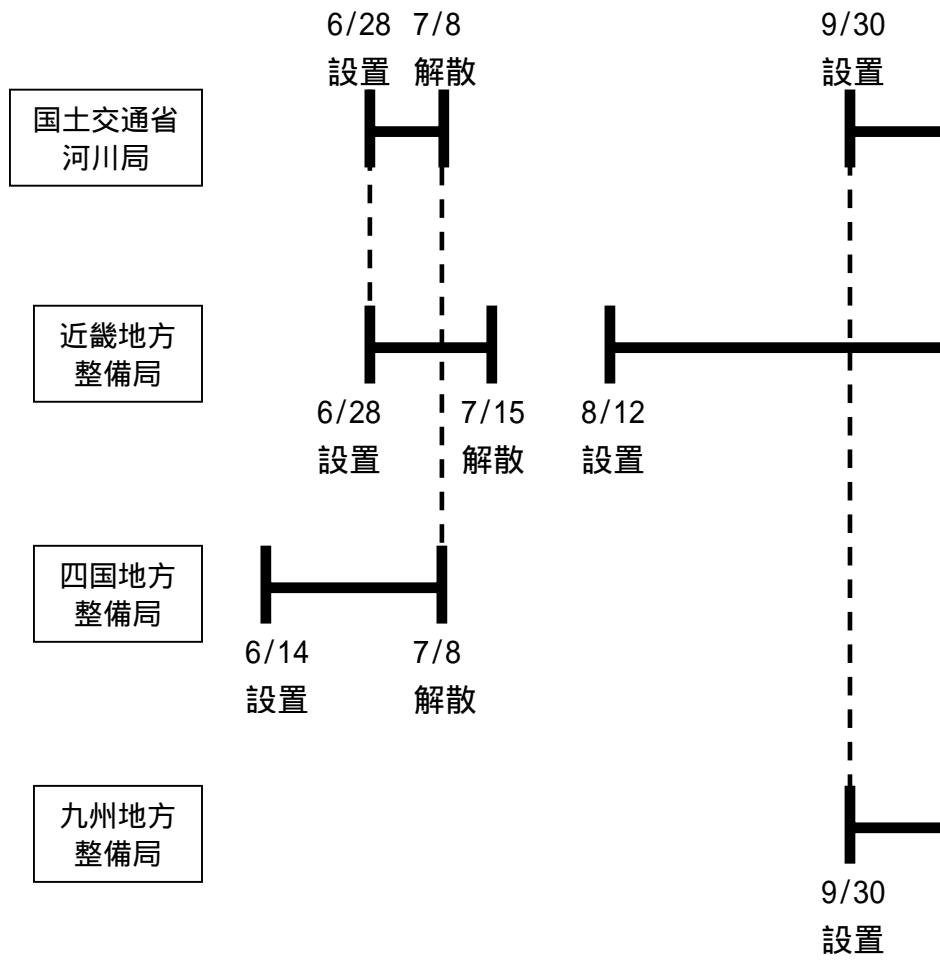 6/28 7/8 9/30
設置 解散 設置
国土交通省
河川局
近畿地方
整備局
6/28 7/15 8/12
設置 解散 設置
四国地方
整備局
6/14 7/8
設置 解散
九州地方
整備局
9/30
設置